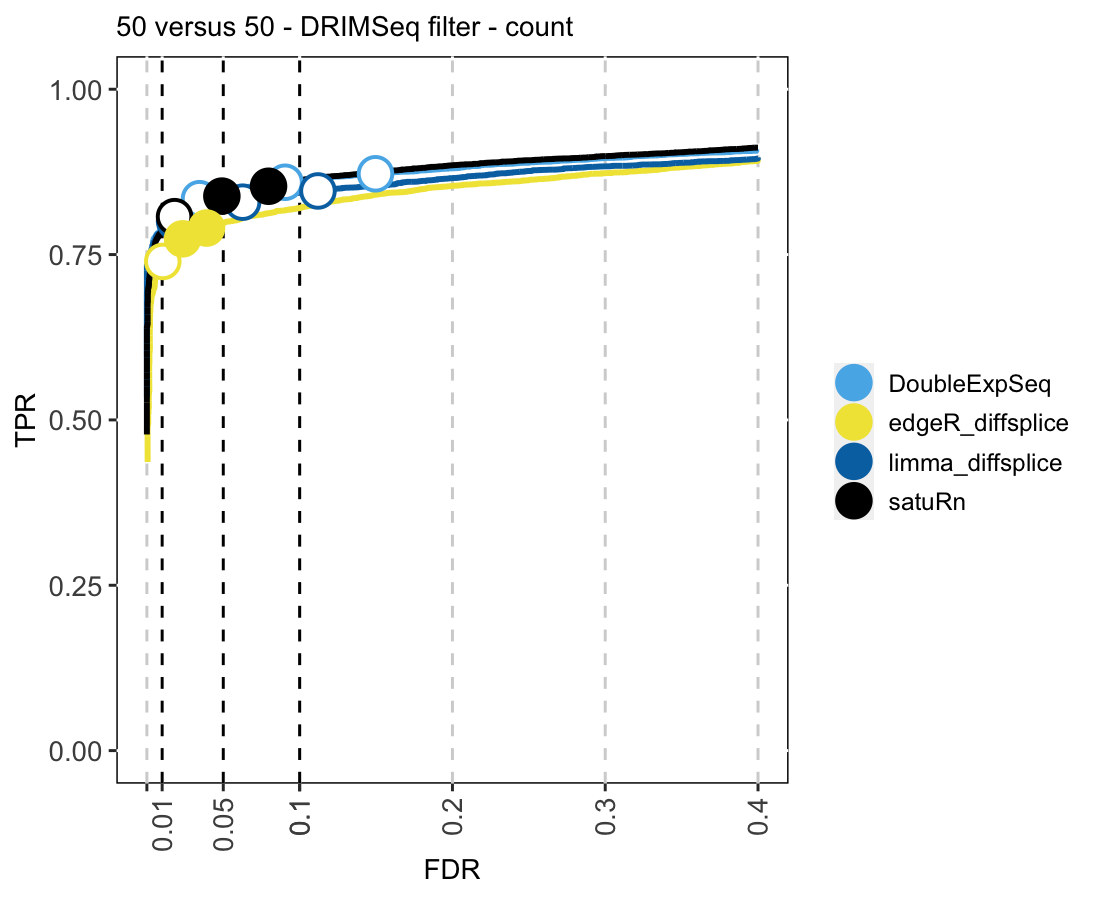 50 versus 50 - DRIMSeq filter - count
1.00
0.75
0.50
0.25
0.00
TPR
0.01
0.05
0.1
0.2
0.3
0.4
FDR
DoubleExpSeq
edgeR_diffsplice
limma_diffsplice
satuRn